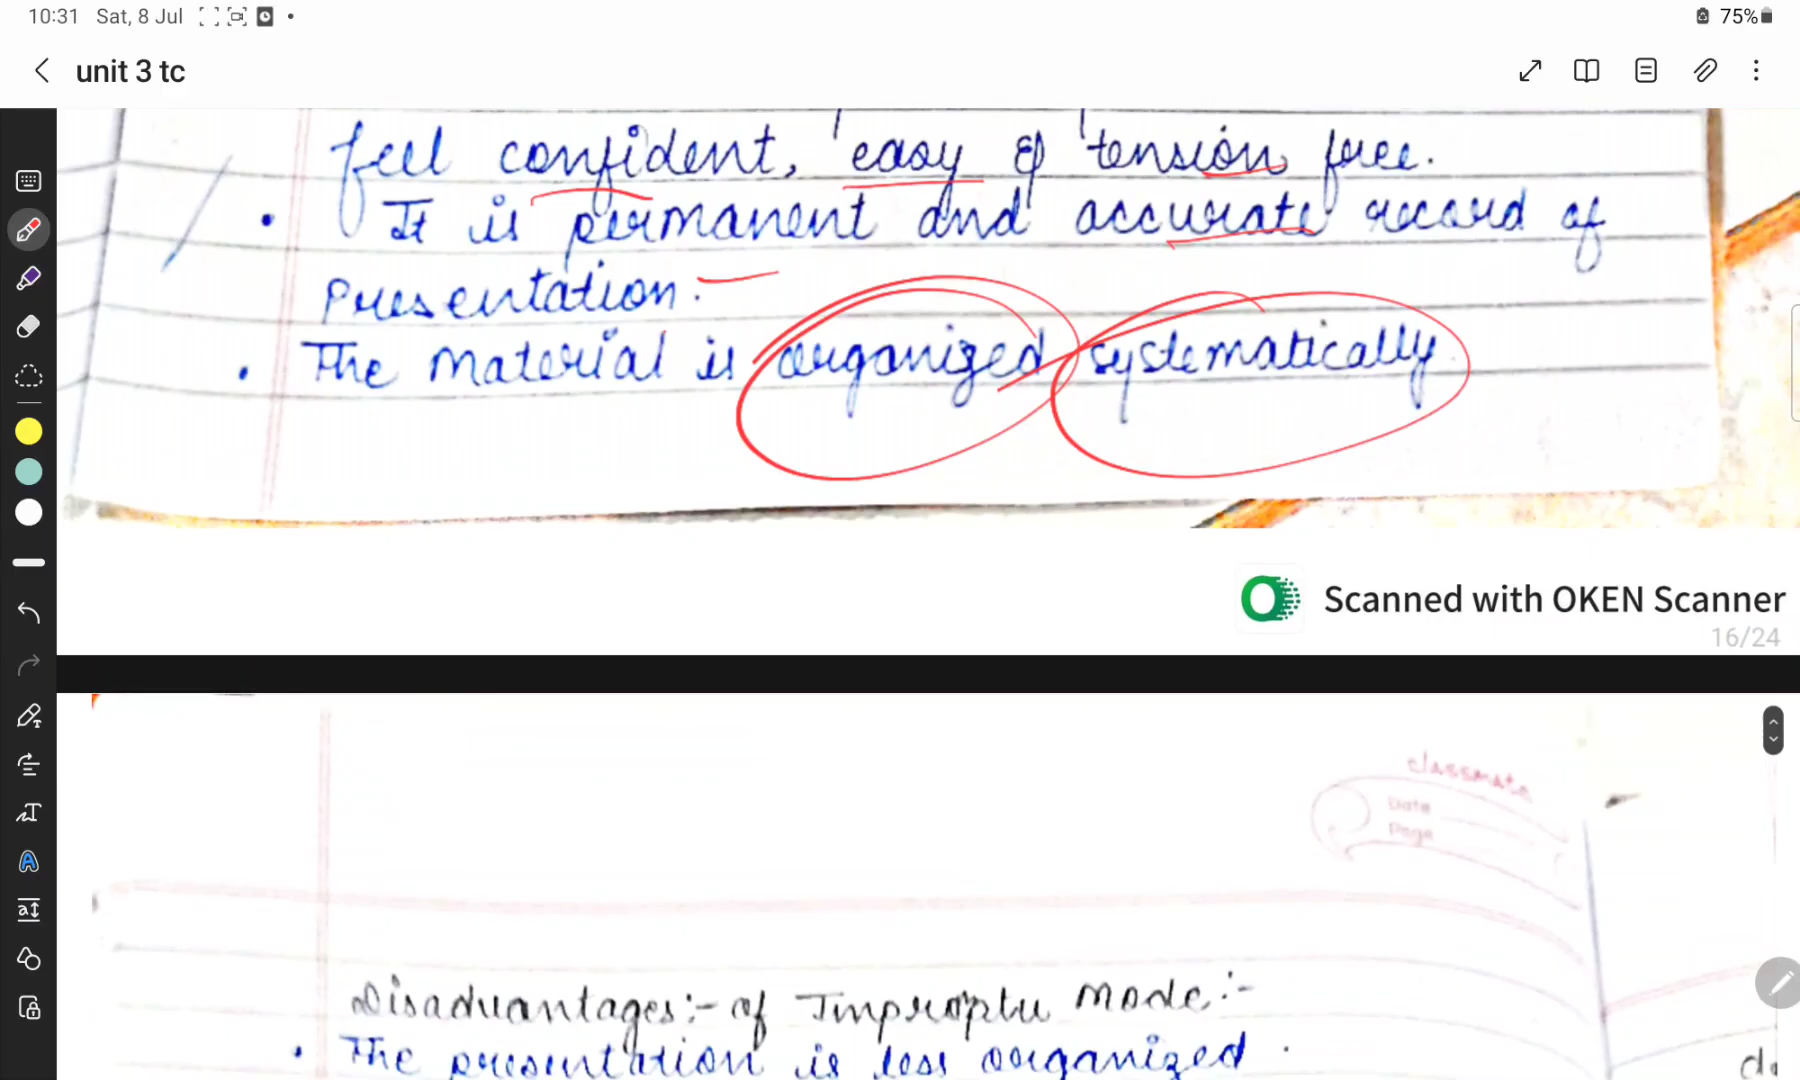 10:31 Sat, 8 Jul
75%
unit 3 tc
feel confident, easy & tension free.
• It is permanent and accurate record of
presentation.
• The material is organized systematically.
Scanned with OKEN Scanner
16/24
classmate
Date
Page
Disadvantages:- of Impromptu mode:-
• The presentation is less organized.